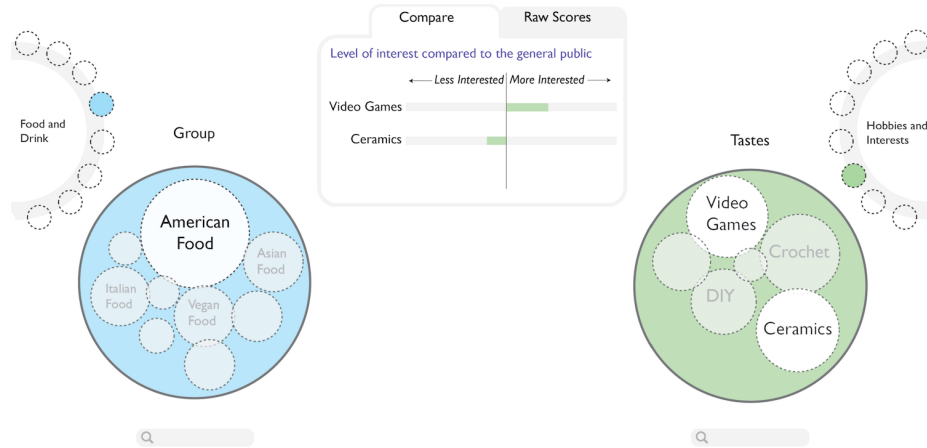 Compare
Raw Scores
Level of interest compared to the general public
Less Interested
More Interested
Video Games
Ceramics
Food and
Drink
Group
American
Food
Asian
Food
Italian
Food
Vegan
Food
Tastes
Hobbies and
Interests
Video
Games
Crochet
DIY
Ceramics